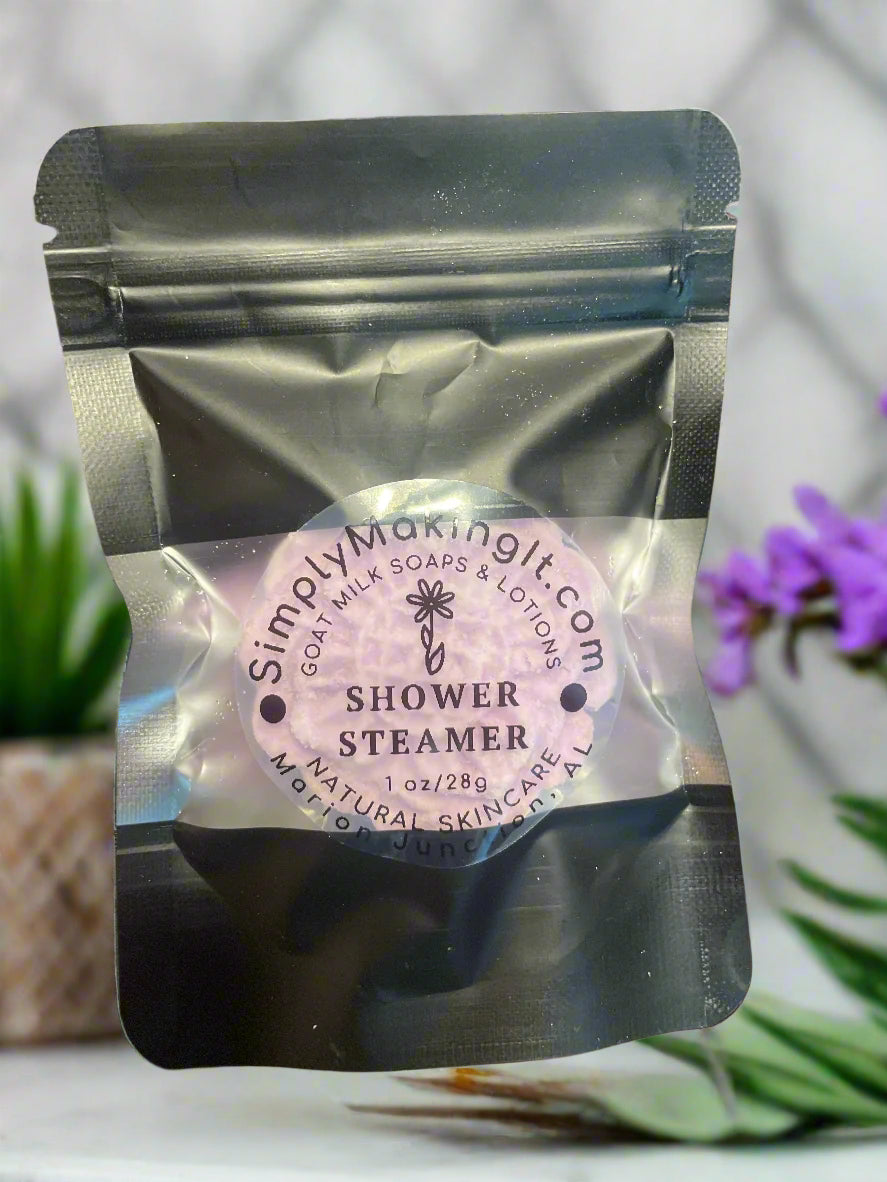 SimplyMakingIt.com
GOAT MILK SOAPS & LOTIONS
SHOWER
STEAMER
1 oz/28g
NATURAL SKINCARE
Marion Junction, AL